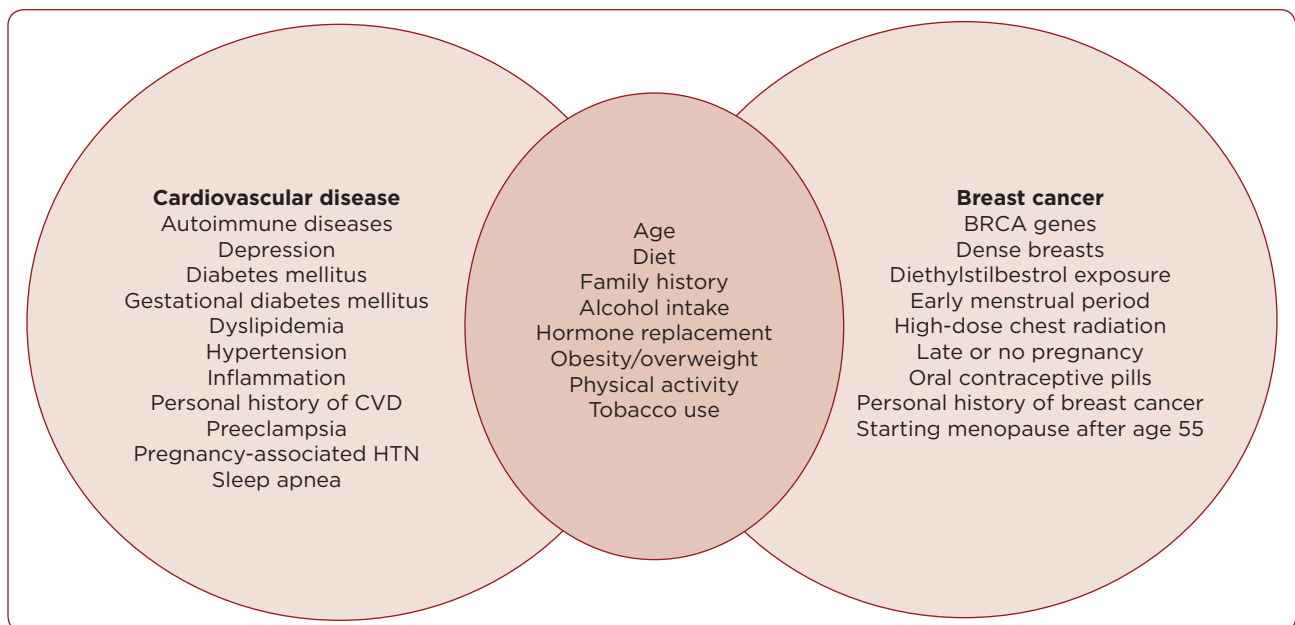 Cardiovascular disease
Autoimmune diseases
Depression
Diabetes mellitus
Gestational diabetes mellitus
Dyslipidemia
Hypertension
Inflammation
Personal history of CVD
Preeclampsia
Pregnancy-associated HTN
Sleep apnea
Age
Diet
Family history
Alcohol intake
Hormone replacement
Obesity/overweight
Physical activity
Tobacco use
Breast cancer
BRCA genes
Dense breasts
Diethylstilbestrol exposure
Early menstrual period
High-dose chest radiation
Late or no pregnancy
Oral contraceptive pills
Personal history of breast cancer
Starting menopause after age 55